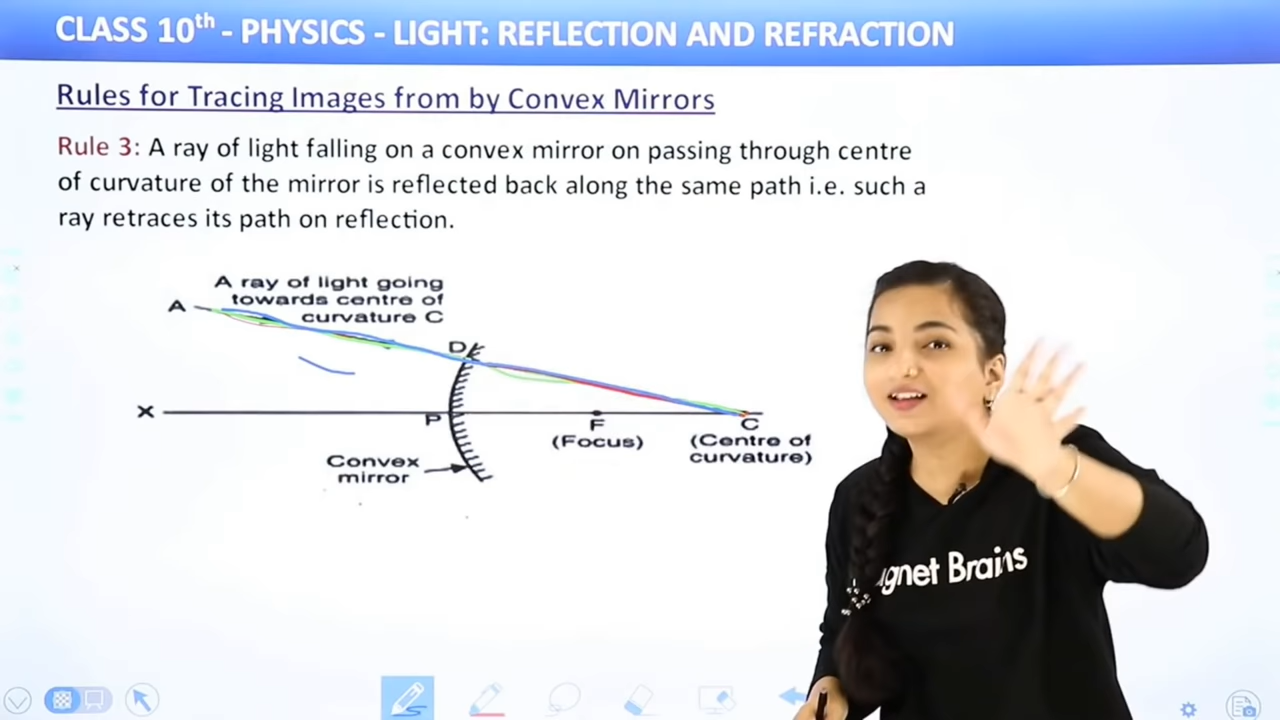 CLASS 10th - PHYSICS - LIGHT: REFLECTION AND REFRACTION
Rules for Tracing Images from by Convex Mirrors
Rule 3: A ray of light falling on a convex mirror on passing through centre
of curvature of the mirror is reflected back along the same path i.e. such a
ray retraces its path on reflection.
A ray of light going
towards centre of
curvature C
A
D
X
P
F
(Focus)
C
(Centre of
curvature)
Convex
mirror
gnet Brains